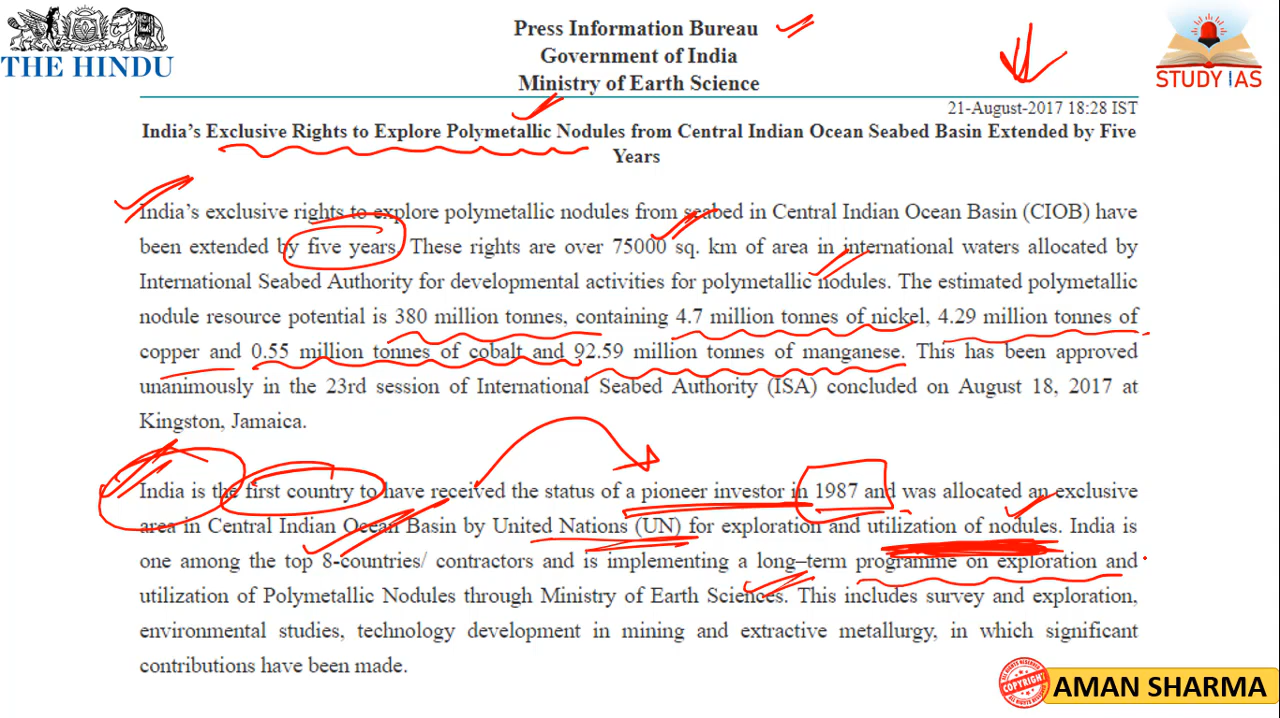 THE HINDU
Press Information Bureau
Government of India
Ministry of Earth Science
STUDY IAS
21-August-2017 18:28 IST
India's Exclusive Rights to Explore Polymetallic Nodules from Central Indian Ocean Seabed Basin Extended by Five
Years
India's exclusive rights to explore polymetallic nodules from seabed in Central Indian Ocean Basin (CIOB) have
been extended by five years. These rights are over 75000 sq. km of area in international waters allocated by
International Seabed Authority for developmental activities for polymetallic nodules. The estimated polymetallic
nodule resource potential is 380 million tonnes, containing 4.7 million tonnes of nickel, 4.29 million tonnes of
copper and 0.55 million tonnes of cobalt and 92.59 million tonnes of manganese. This has been approved
unanimously in the 23rd session of International Seabed Authority (ISA) concluded on August 18, 2017 at
Kingston, Jamaica.
India is the first country to have received the status of a pioneer investor in 1987 and was allocated an exclusive
area in Central Indian Ocean Basin by United Nations (UN) for exploration and utilization of nodules. India is
one among the top 8-countries/ contractors and is implementing a long–term programme on exploration and
utilization of Polymetallic Nodules through Ministry of Earth Sciences. This includes survey and exploration,
environmental studies, technology development in mining and extractive metallurgy, in which significant
contributions have been made.
COPYRIGHT
AMAN SHARMA